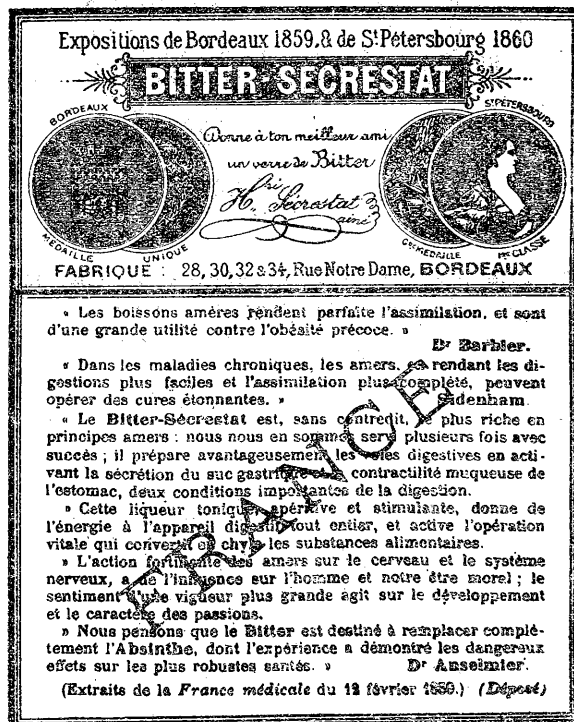 Expositions de Bordeaux 1859. & de St Pétersbourg 1860
BITTER-SECRESTAT
BORDEAUX
St PÉTERSBOURG
Donne à ton meilleur ami
un verre de Bitter
Hri Secrestat
ainé
MEDAILLE UNIQUE
Gde MEDAILLE 1re CLASSE
FABRIQUE : 28, 30, 32 & 34, Rue Notre Dame, BORDEAUX
« Les boissons amères rendent parfaite l'assimilation, et sont
d'une grande utilité contre l'obésité précoce. »
Dr Barbier.
« Dans les maladies chroniques, les amers, en rendant les di-
gestions plus faciles et l'assimilation plus complète, peuvent
opérer des cures étonnantes. » Sidenham.
« Le Bitter-Sécrestat est, sans contredit, le plus riche en
principes amers : nous nous en sommes servi plusieurs fois avec
succès ; il prépare avantageusement les voies digestives en acti-
vant la sécrétion du suc gastrique contractilité muqueuse de
l'estomac, deux conditions importantes de la digestion.
» Cette liqueur tonique, apéritive et stimulante, donne de
l'énergie à l'appareil digestif tout entier, et active l'opération
vitale qui convertit en chyle les substances alimentaires.
» L'action fortifiante des amers sur le cerveau et le système
nerveux, a de l'influence sur l'homme et notre être moral ; le
sentiment d'une vigueur plus grande agit sur le développement
et le caractère des passions.
» Nous pensons que le Bitter est destiné à remplacer complé-
tement l'Absinthe, dont l'expérience a démontré les dangereux
effets sur les plus robustes santés. » Dr Anselmier.
(Extraits de la France médicale du 12 février 1859.) (Déposé)
FRANCE